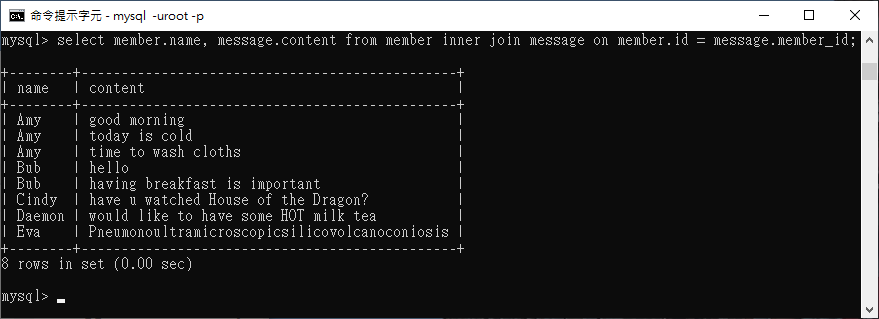 命令提示字元 - mysql -uroot -p
mysql> select member.name, message.content from member inner join message on member.id = message.member_id;
+--------+-----------------------------------------------+
| name   | content                                       |
+--------+-----------------------------------------------+
| Amy    | good morning                                  |
| Amy    | today is cold                                 |
| Amy    | time to wash cloths                           |
| Bub    | hello                                         |
| Bub    | having breakfast is important                 |
| Cindy  | have u watched House of the Dragon?           |
| Daemon | would like to have some HOT milk tea          |
| Eva    | Pneumonoultramicroscopicsilicovolcanoconiosis |
+--------+-----------------------------------------------+
8 rows in set (0.00 sec)
mysql>